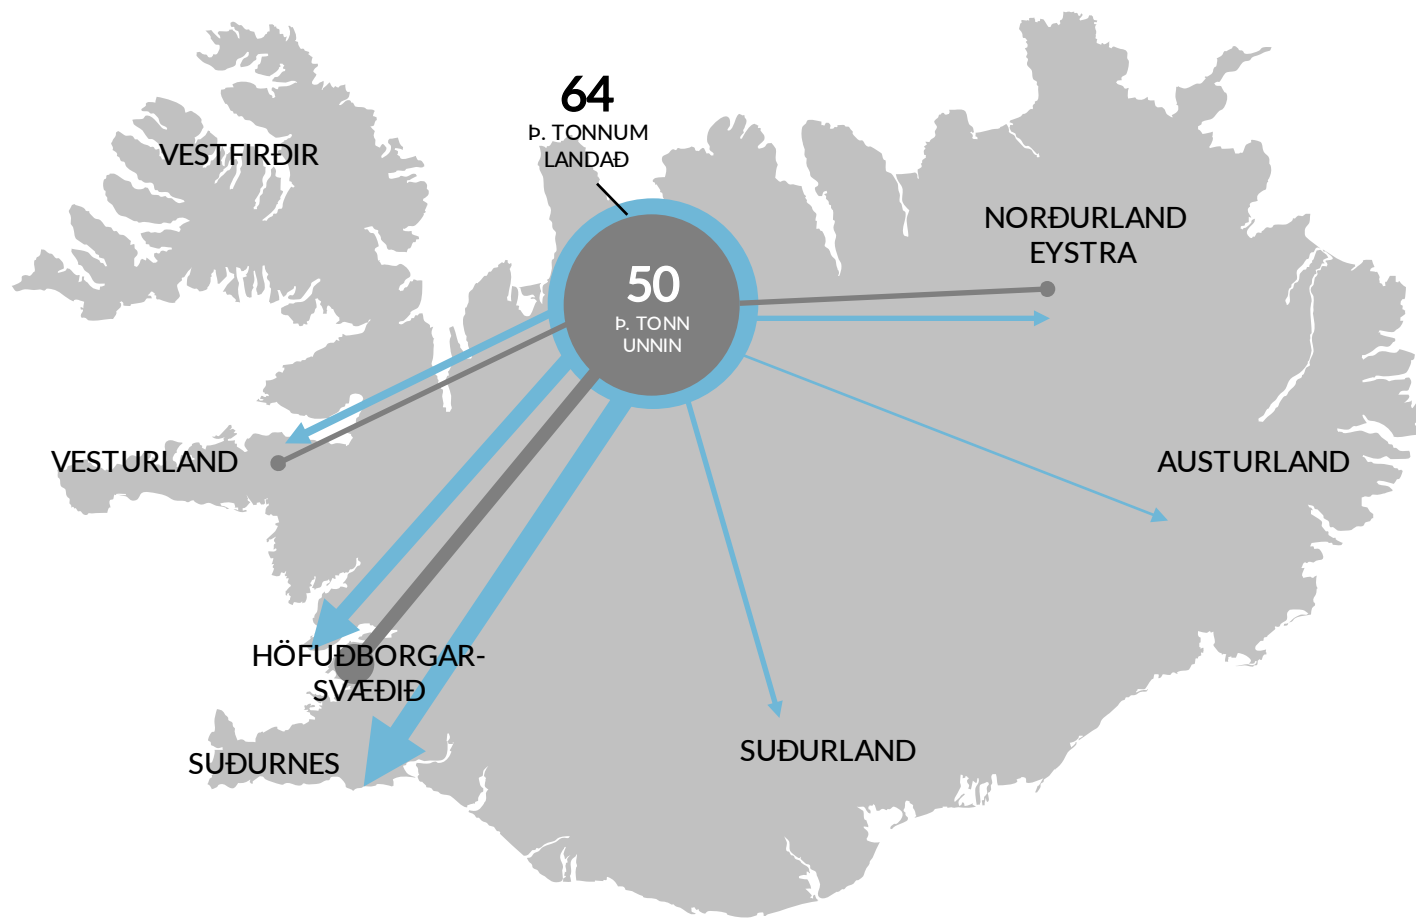 64
Þ. TONNUM
LANDAÐ
VESTFIRÐIR
NORÐURLAND
EYSTRA
50
Þ. TONN
UNNIN
VESTURLAND
AUSTURLAND
HÖFUÐBORGAR-
SVÆÐIÐ
SUÐURNES
SUÐURLAND